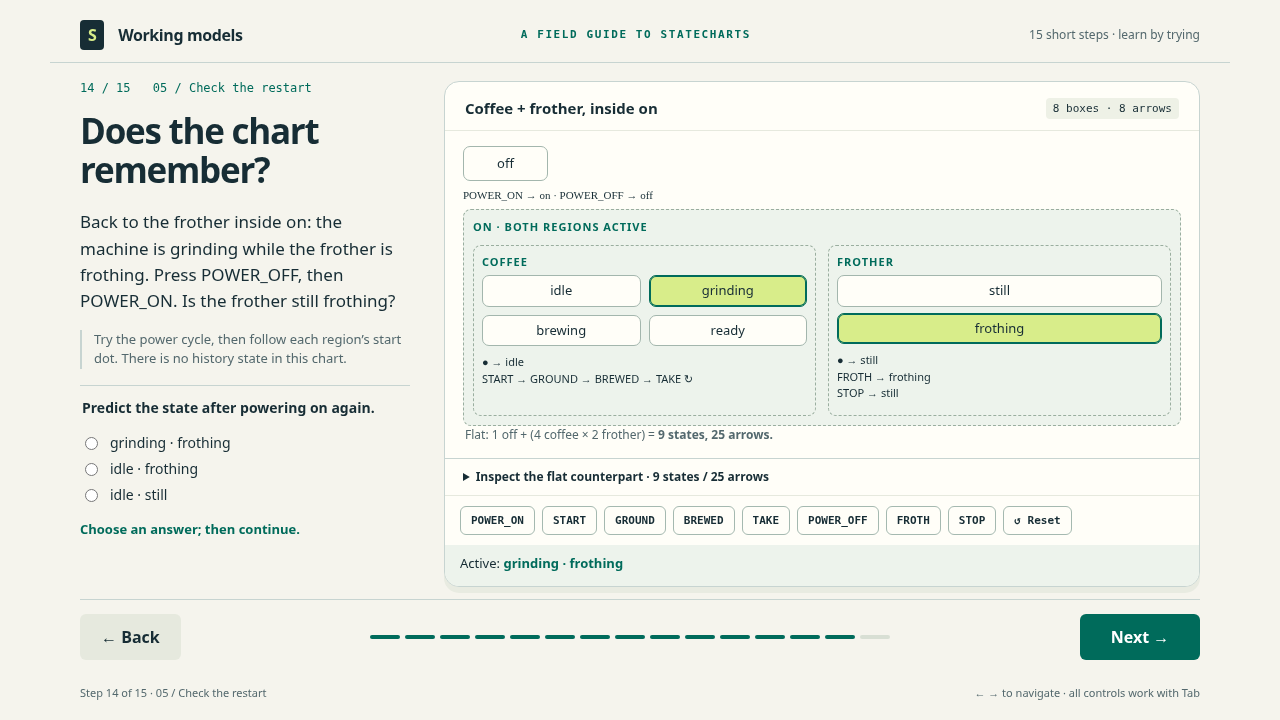 S Working models
A FIELD GUIDE TO STATECHARTS
15 short steps · learn by trying
14 / 15 05 / Check the restart
Does the chart
remember?
Back to the frother inside on: the
machine is grinding while the frother is
frothing. Press POWER_OFF, then
POWER_ON. Is the frother still frothing?
Try the power cycle, then follow each region's start
dot. There is no history state in this chart.
Predict the state after powering on again.
grinding · frothing
idle · frothing
idle · still
Choose an answer; then continue.
Coffee + frother, inside on
8 boxes · 8 arrows
off
POWER_ON → on · POWER_OFF → off
ON · BOTH REGIONS ACTIVE
COFFEE
idle
grinding
brewing
ready
● → idle
START → GROUND → BREWED → TAKE ↻
FROTHER
still
frothing
● → still
FROTH → frothing
STOP → still
Flat: 1 off + (4 coffee × 2 frother) = 9 states, 25 arrows.
▶ Inspect the flat counterpart · 9 states / 25 arrows
POWER_ON START GROUND BREWED TAKE POWER_OFF FROTH STOP ↺ Reset
Active: grinding · frothing
← Back
Next →
Step 14 of 15 · 05 / Check the restart
← → to navigate · all controls work with Tab